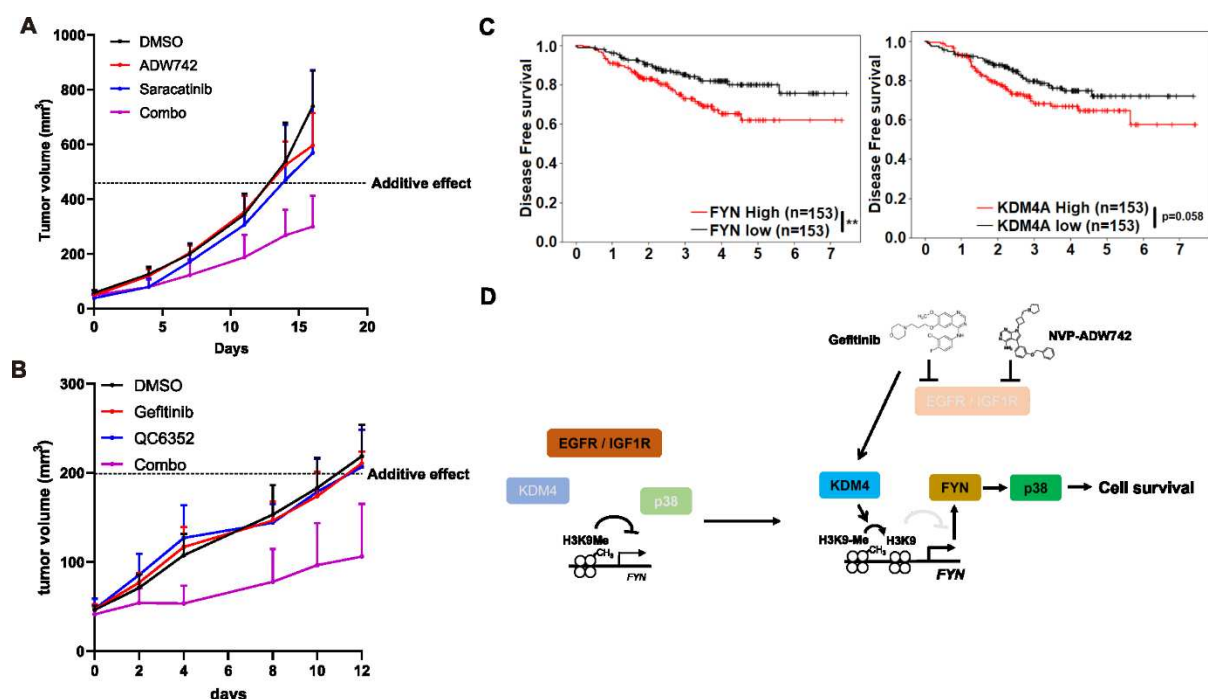 A
DMSO
ADW742
Saracatinib
Combo
Additive effect
Tumor volume (mm³)
1000
800
600
400
200
0
0 5 10 15 20
Days
B
DMSO
Gefitinib
QC6352
Combo
Additive effect
tumor volume (mm³)
300
200
100
0
0 2 4 6 8 10 12
days
C
Disease Free survival
1.0
0.8
0.6
0.4
0.2
0.0
FYN High (n=153)
FYN low (n=153)
**
0 1 2 3 4 5 6 7
Disease Free survival
1.0
0.8
0.6
0.4
0.2
0.0
KDM4A High (n=153)
KDM4A low (n=153)
p=0.058
0 1 2 3 4 5 6 7
D
Gefitinib
NVP-ADW742
EGFR / IGF1R
EGFR / IGF1R
KDM4
p38
H3K9Me
CH₃
FYN
KDM4
FYN
p38
Cell survival
H3K9-Me
H3K9
CH₃
FYN